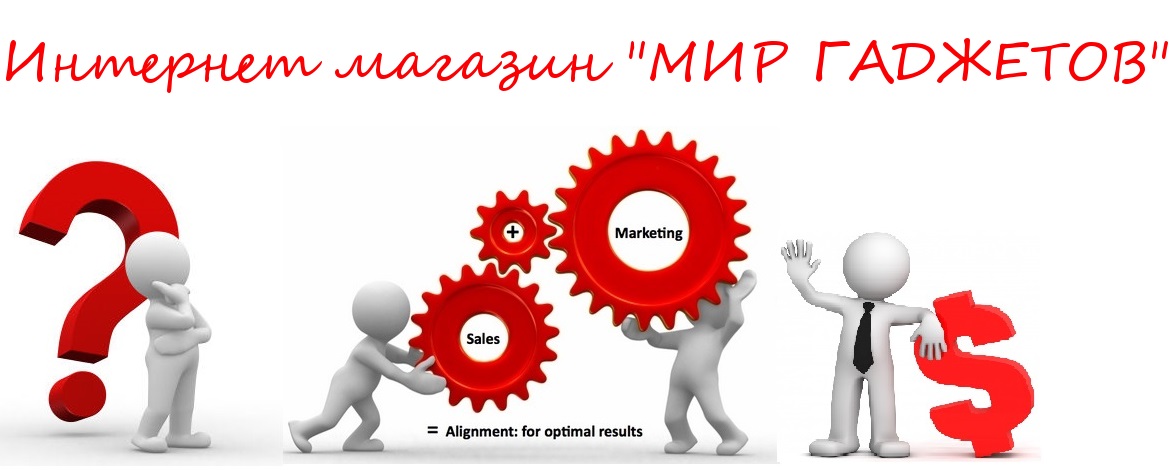 Интернет магазин "МИР ГАДЖЕТОВ"
+
Marketing
Sales
= Alignment: for optimal results